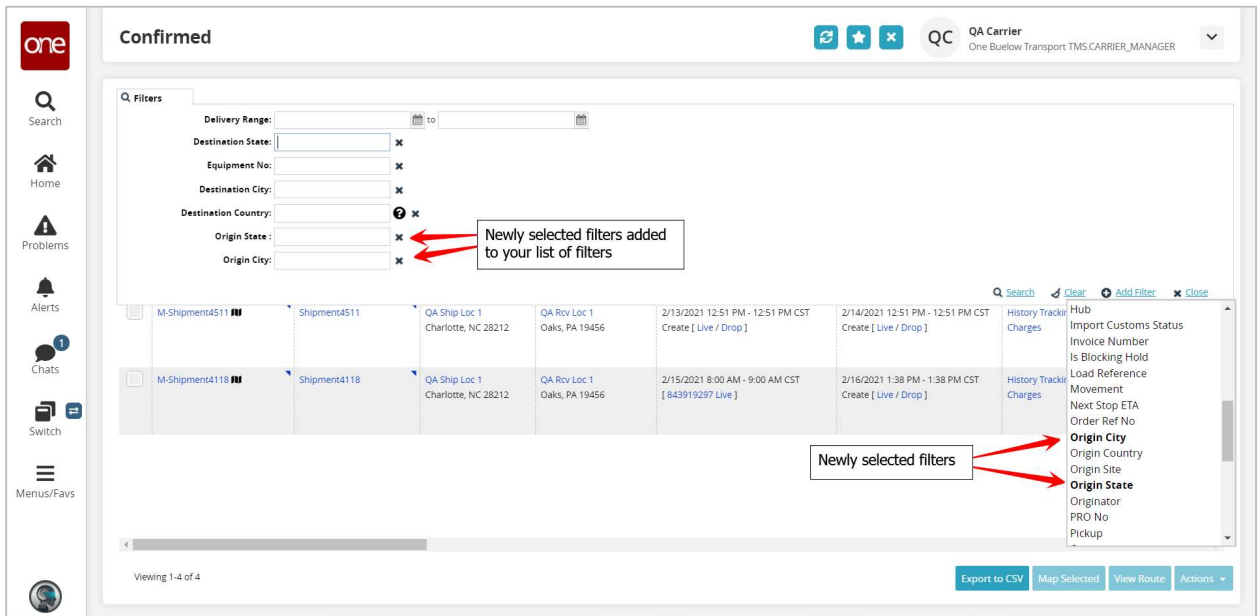 one
Confirmed
QC
QA Carrier
One Buelow Transport TMS.CARRIER_MANAGER
Search
Home
Problems
Alerts
1
Chats
Switch
Menus/Favs
Filters
Delivery Range:
to
Destination State:
Equipment No:
Destination City:
Destination Country:
?
Origin State :
Origin City:
Newly selected filters added
to your list of filters
Search
Clear
Add Filter
Close
M-Shipment4511
Shipment4511
QA Ship Loc 1
Charlotte, NC 28212
QA Rcv Loc 1
Oaks, PA 19456
2/13/2021 12:51 PM - 12:51 PM CST
Create [ Live / Drop ]
2/14/2021 12:51 PM - 12:51 PM CST
Create [ Live / Drop ]
History Trackin
Charges
M-Shipment4118
Shipment4118
QA Ship Loc 1
Charlotte, NC 28212
QA Rcv Loc 1
Oaks, PA 19456
2/15/2021 8:00 AM - 9:00 AM CST
[ 843919297 Live ]
2/16/2021 1:38 PM - 1:38 PM CST
Create [ Live / Drop ]
History Trackin
Charges
Hub
Import Customs Status
Invoice Number
Is Blocking Hold
Load Reference
Movement
Next Stop ETA
Order Ref No
Origin City
Origin Country
Origin Site
Origin State
Originator
PRO No
Pickup
Newly selected filters
Viewing 1-4 of 4
Export to CSV
Map Selected
View Route
Actions